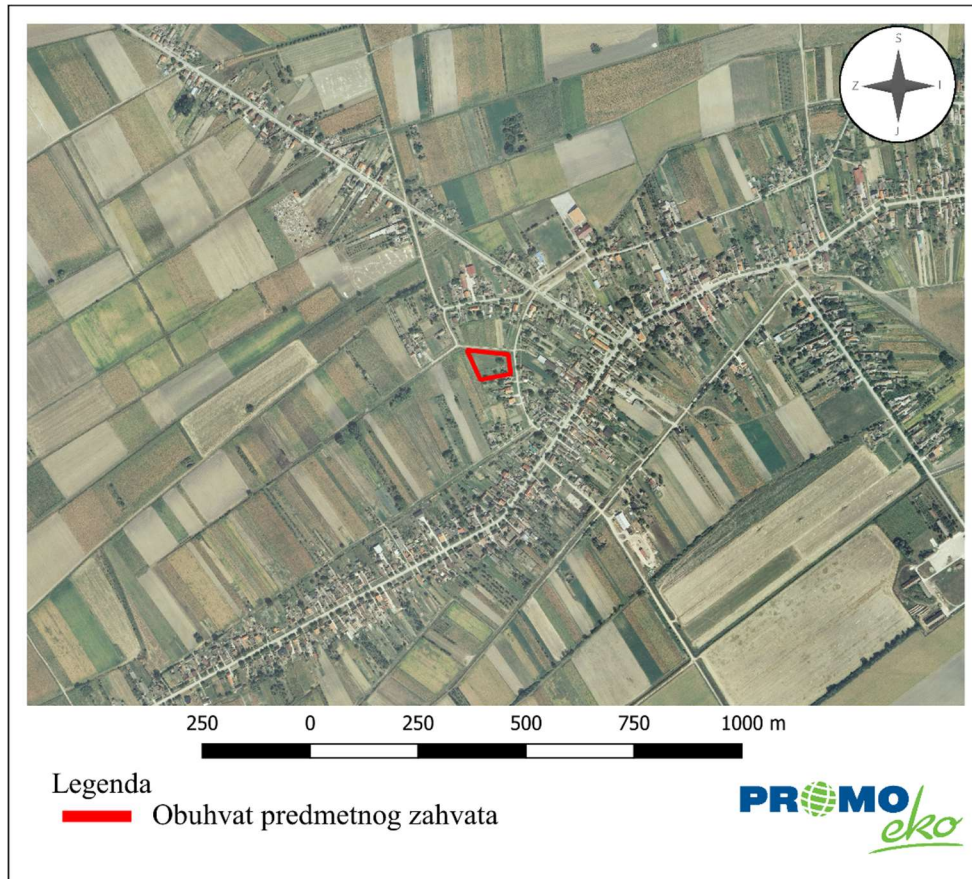 S
Z I
J
250 0 250 500 750 1000 m
Legenda
Obuhvat predmetnog zahvata
PROMO
eko